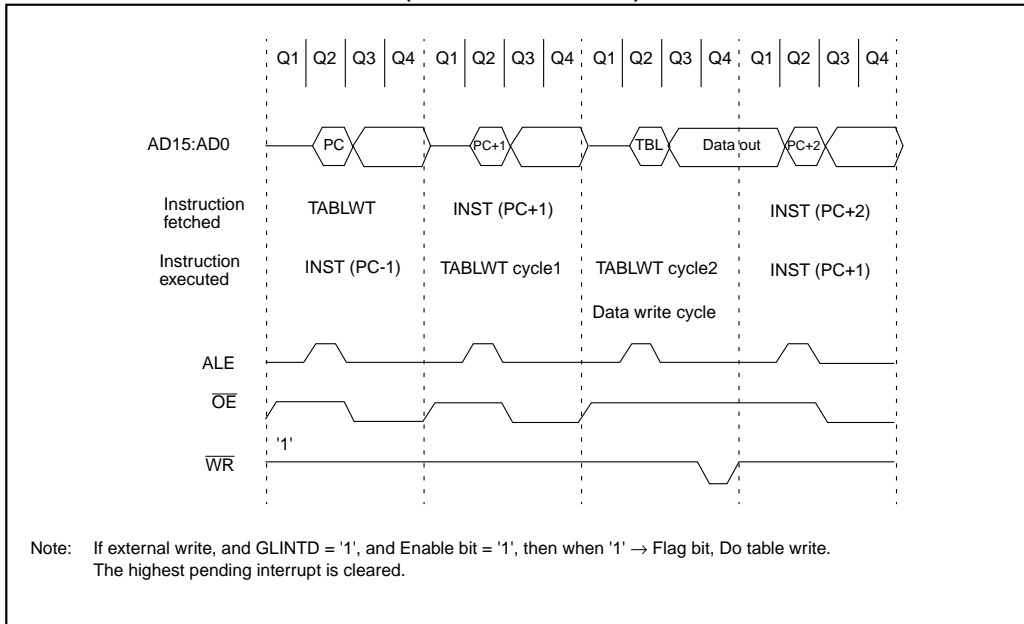 Q1 Q2 Q3 Q4 Q1 Q2 Q3 Q4 Q1 Q2 Q3 Q4 Q1 Q2 Q3 Q4
AD15:AD0 PC PC+1 TBL Data out PC+2
Instruction
fetched
TABLWT INST (PC+1) INST (PC+2)
Instruction
executed
INST (PC-1) TABLWT cycle1 TABLWT cycle2 INST (PC+1)
Data write cycle
ALE
OE
'1'
WR
Note: If external write, and GLINTD = '1', and Enable bit = '1', then when '1' → Flag bit, Do table write.
The highest pending interrupt is cleared.